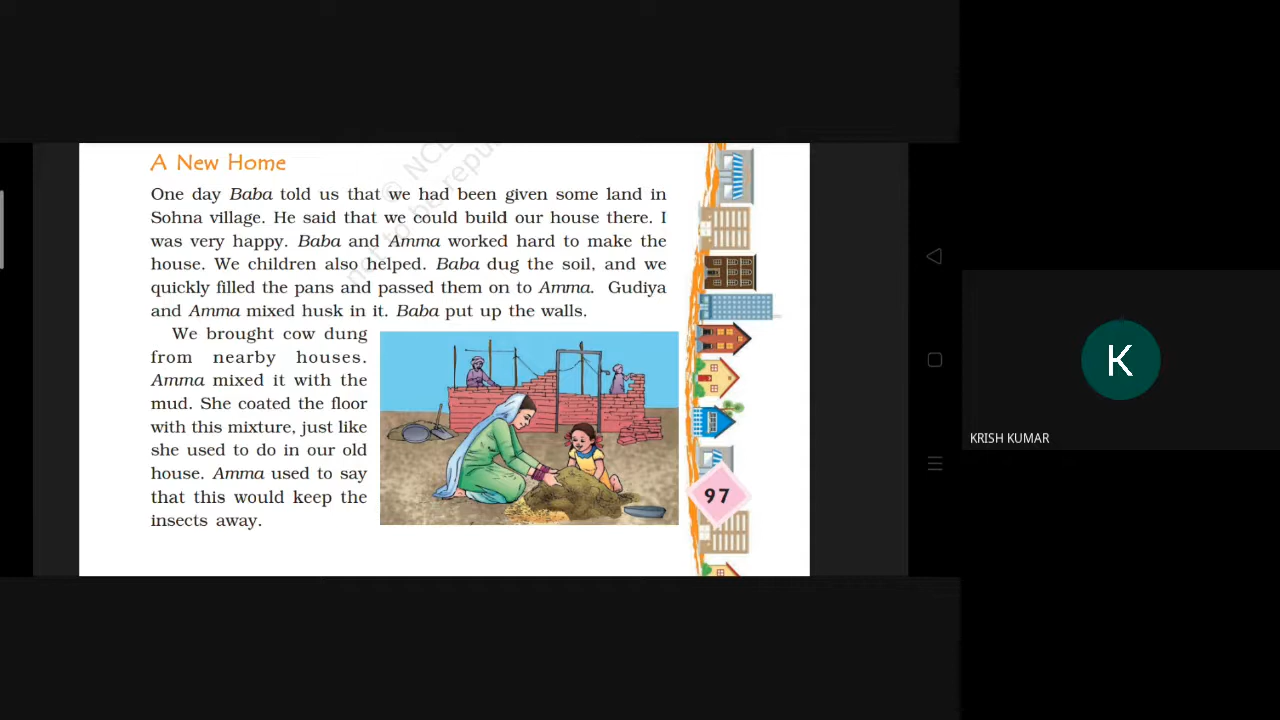 A New Home
One day Baba told us that we had been given some land in
Sohna village. He said that we could build our house there. I
was very happy. Baba and Amma worked hard to make the
house. We children also helped. Baba dug the soil, and we
quickly filled the pans and passed them on to Amma. Gudiya
and Amma mixed husk in it. Baba put up the walls.
We brought cow dung
from nearby houses.
Amma mixed it with the
mud. She coated the floor
with this mixture, just like
she used to do in our old
house. Amma used to say
that this would keep the
insects away.
97
K
KRISH KUMAR